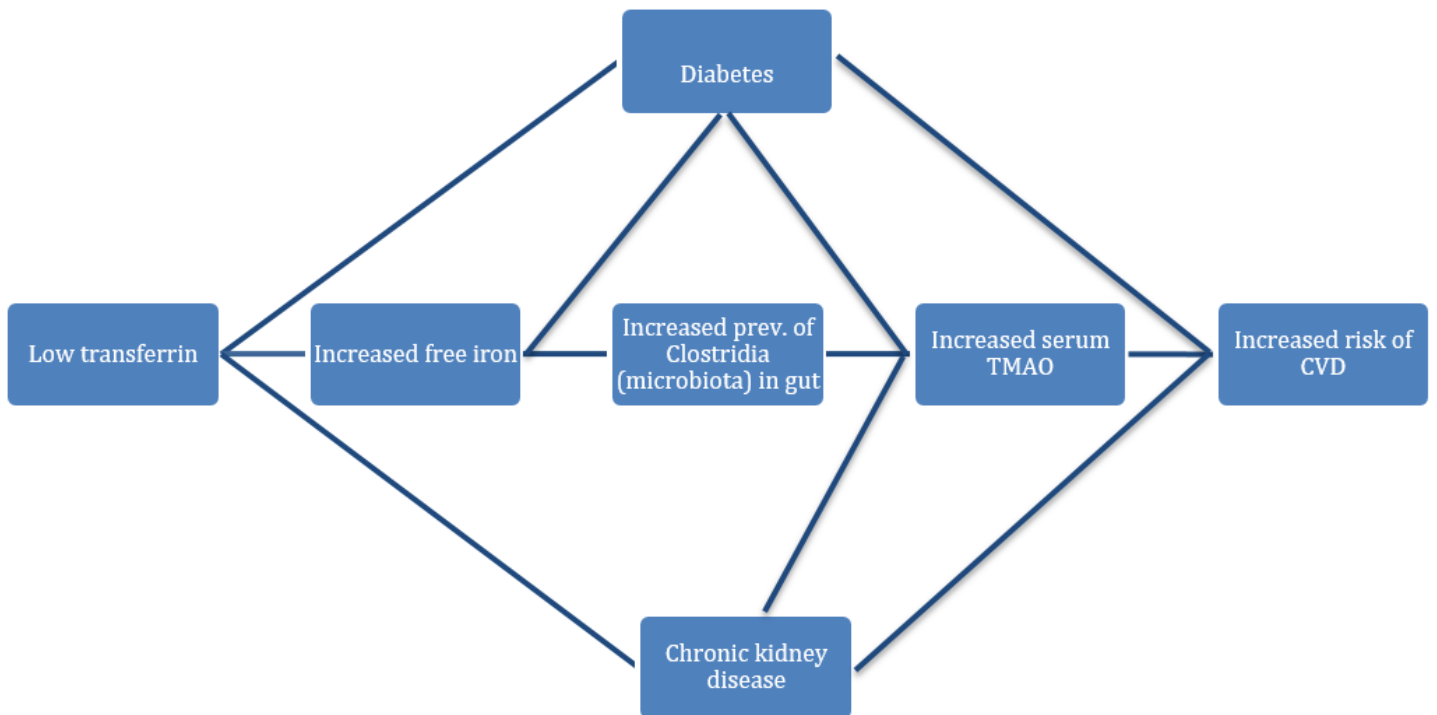 Diabetes
Low transferrin
Increased free iron
Increased prev. of
Clostridia
(microbiota) in gut
Increased serum
TMAO
Increased risk of
CVD
Chronic kidney
disease